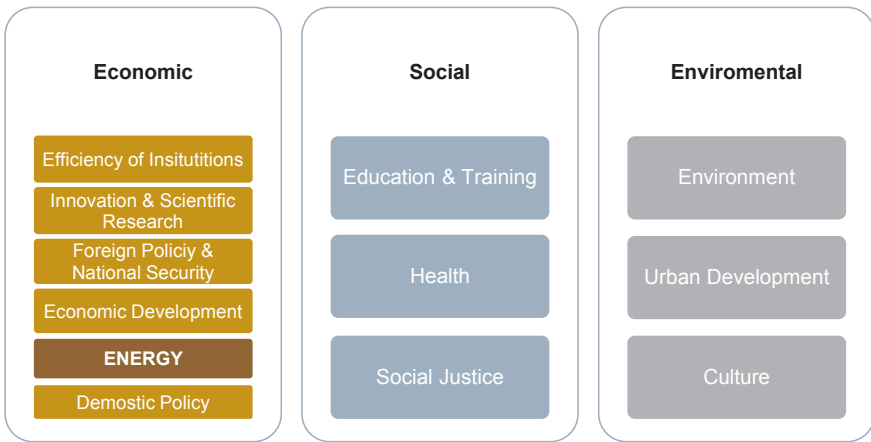 Economic
Efficiency of Insitutitions
Innovation & Scientific
Research
Foreign Policiy &
National Security
Economic Development
ENERGY
Demostic Policy
Social
Education & Training
Health
Social Justice
Enviromental
Environment
Urban Development
Culture